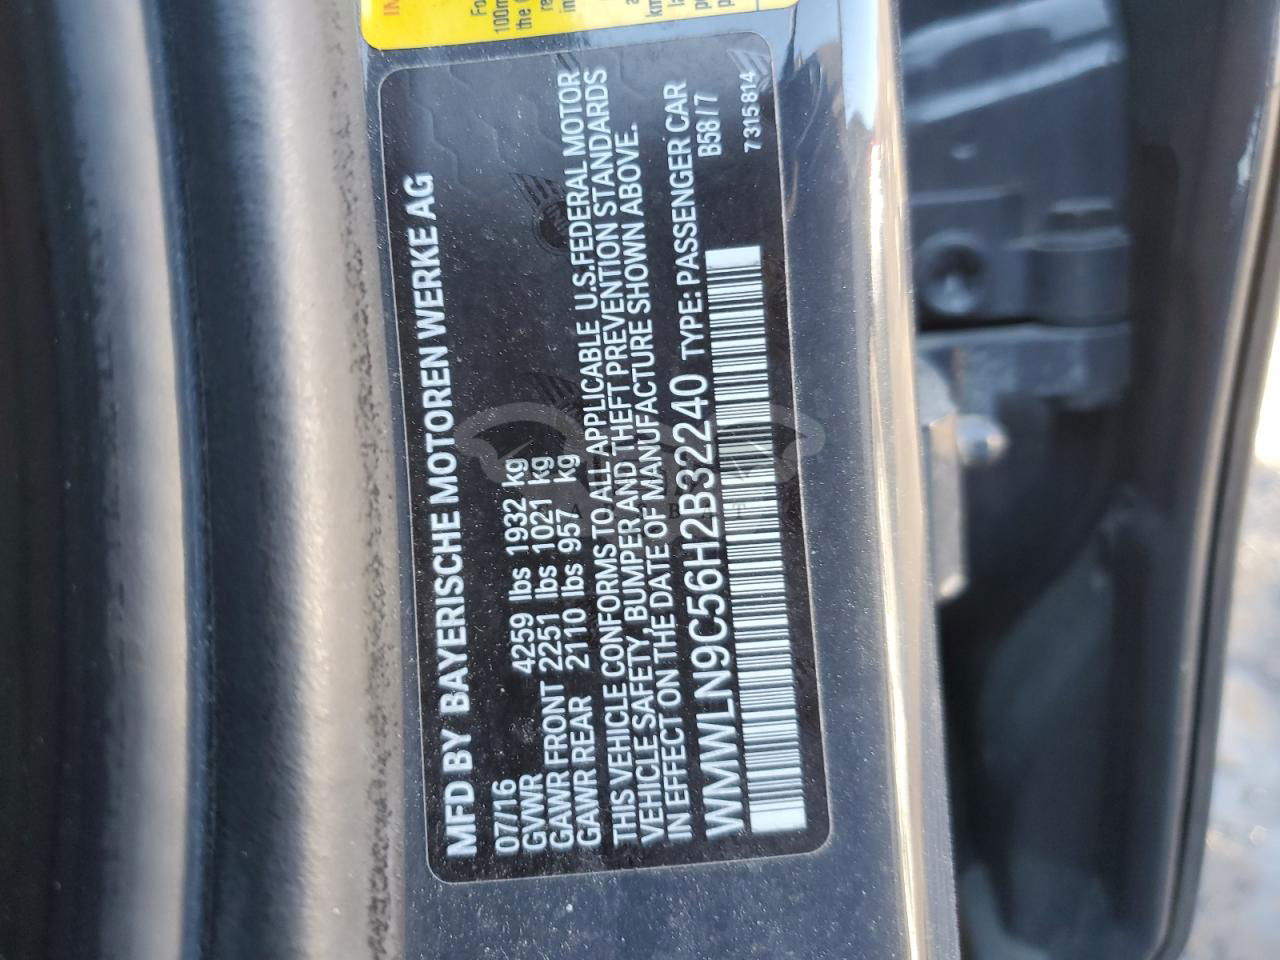 MFD BY BAYERISCHE MOTOREN WERKE AG
07/16
GVWR 4259 lbs 1932 kg
GAWR FRONT 2251 lbs 1021 kg
GAWR REAR 2110 lbs 957 kg
THIS VEHICLE CONFORMS TO ALL APPLICABLE U.S.FEDERAL MOTOR
VEHICLE SAFETY, BUMPER AND THEFT PREVENTION STANDARDS
IN EFFECT ON THE DATE OF MANUFACTURE SHOWN ABOVE.
WMWLN9C56H2B32240 TYPE: PASSENGER CAR
B58/7
7315814